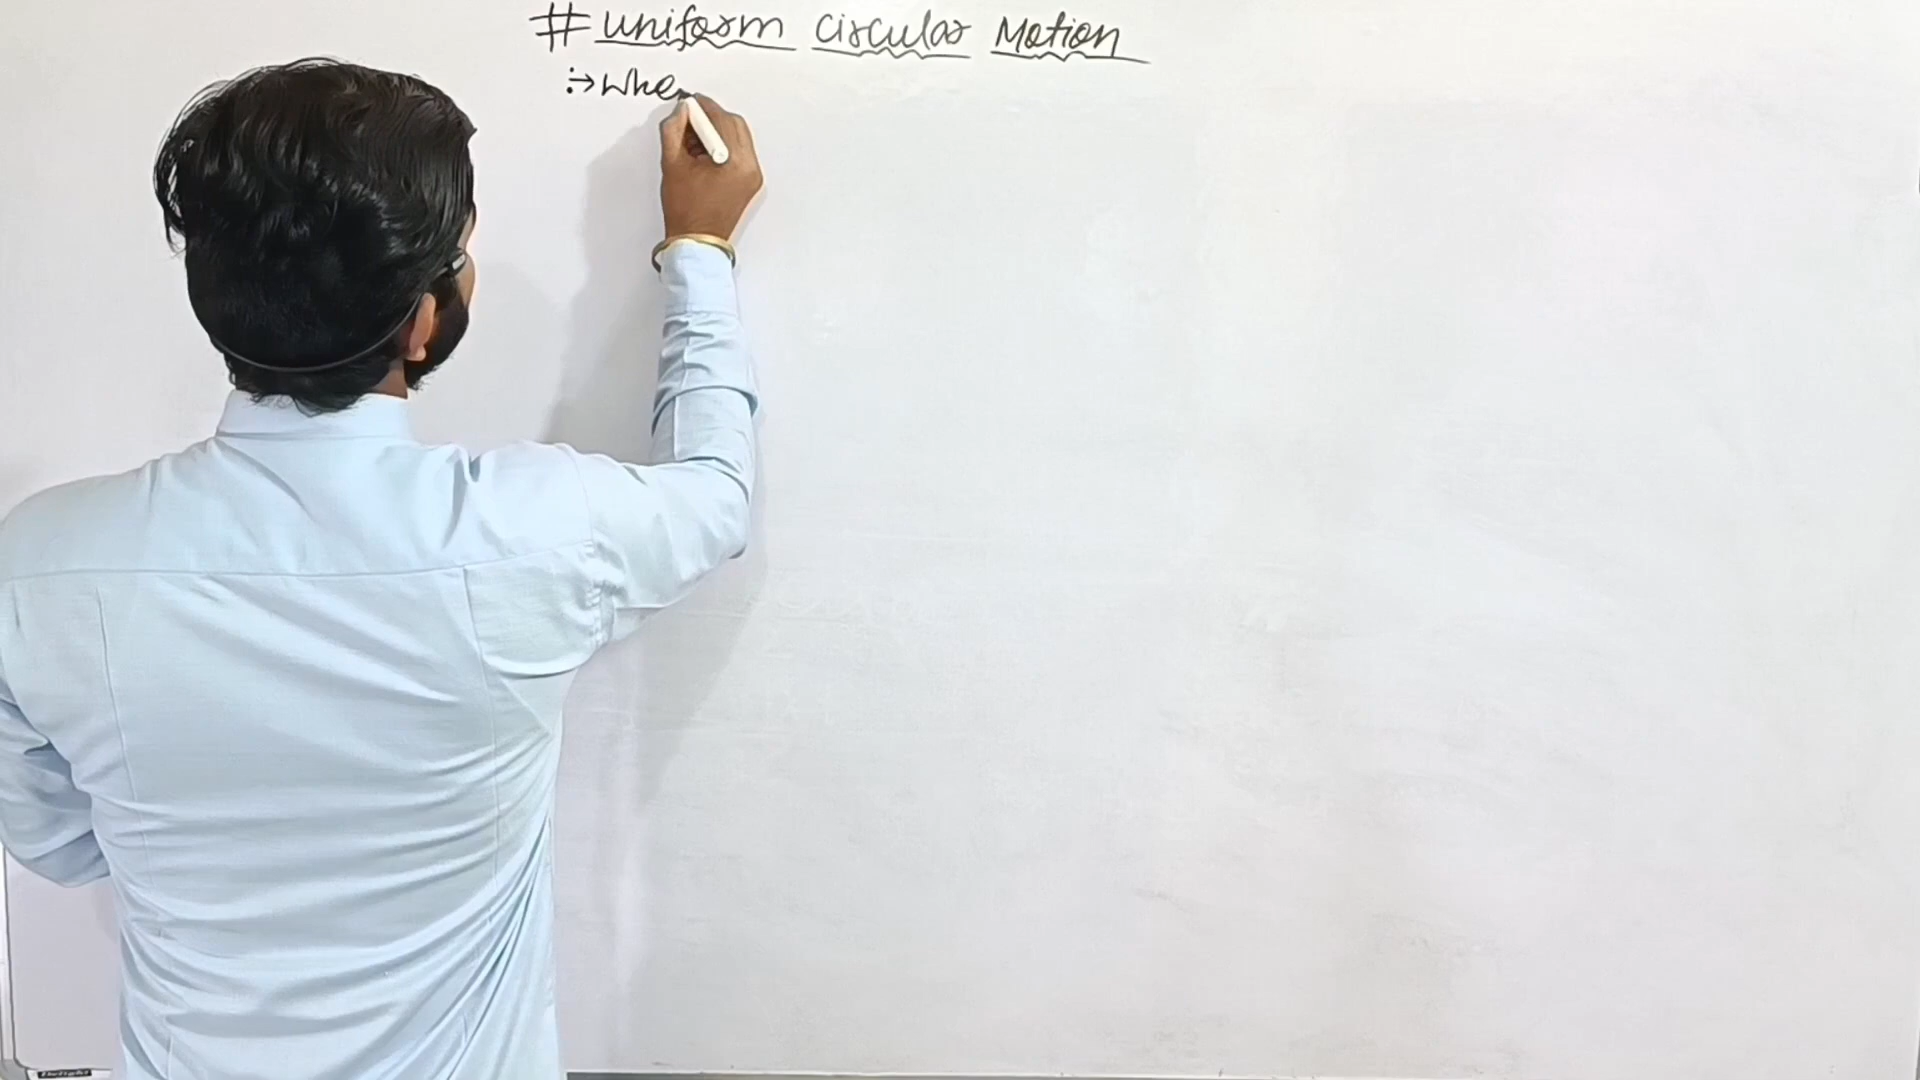 # Uniform Circular Motion
:→ Whe